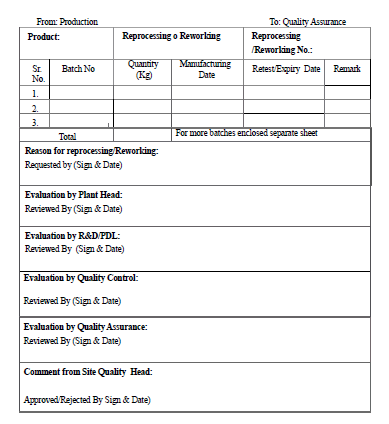 From: Production To: Quality Assurance
Product: Reprocessing o Reworking Reprocessing
/Reworking No.:
Sr. No. Batch No Quantity (Kg) Manufacturing Date Retest/Expiry Date Remark
1.
2.
3.
Total For more batches enclosed separate sheet
Reason for reprocessing/Reworking:
Requested by (Sign & Date)
Evaluation by Plant Head:
Reviewed By (Sign & Date)
Evaluation by R&D/PDL:
Reviewed By (Sign & Date)
Evaluation by Quality Control:
Reviewed By (Sign & Date)
Evaluation by Quality Assurance:
Reviewed By (Sign & Date)
Comment from Site Quality Head:
Approved/Rejected By Sign & Date)